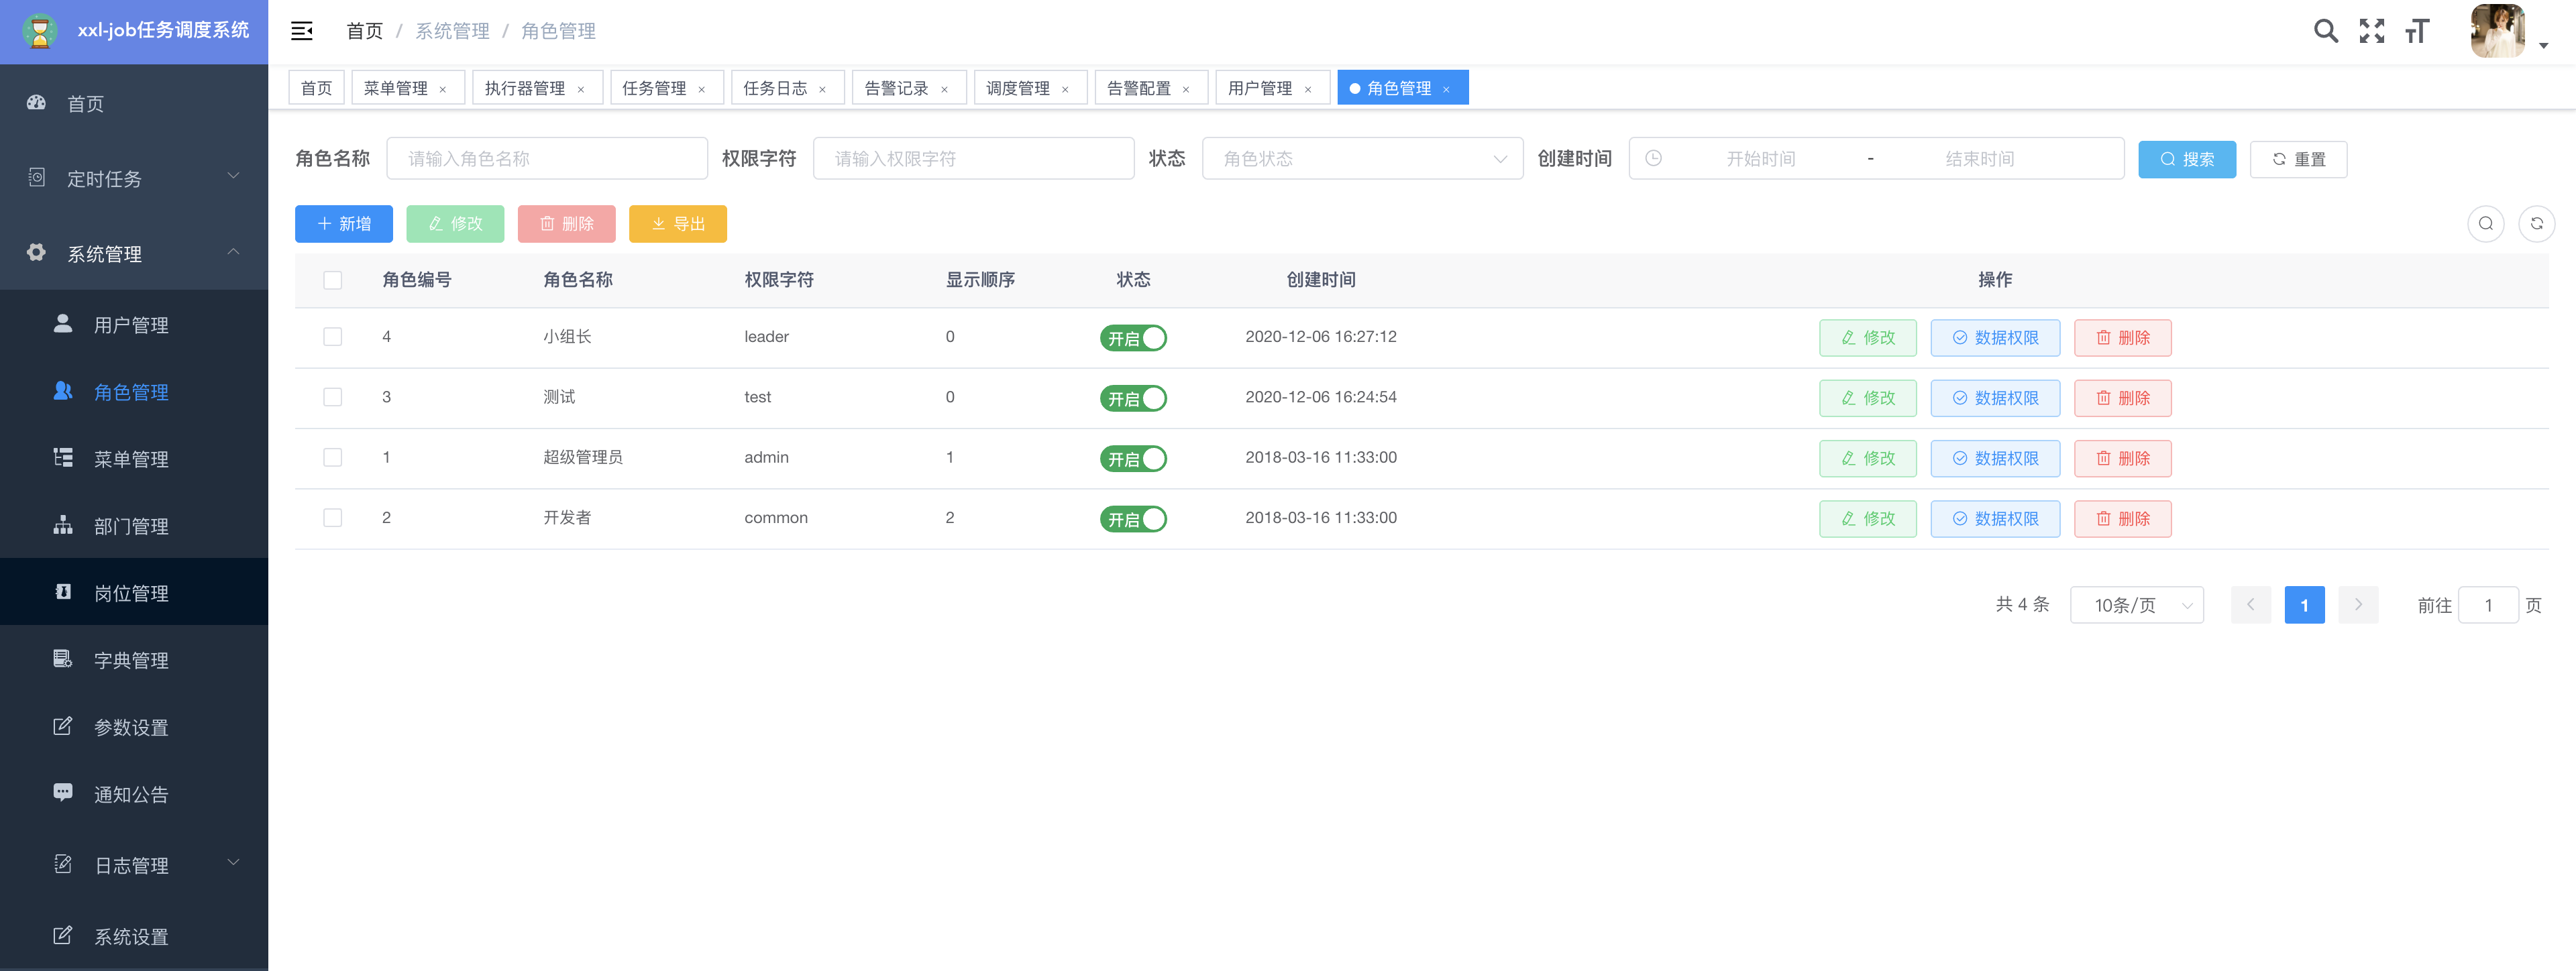 xxl-job任务调度系统
首页
定时任务
系统管理
用户管理
角色管理
菜单管理
部门管理
岗位管理
字典管理
参数设置
通知公告
日志管理
系统设置
首页 / 系统管理 / 角色管理
首页 菜单管理 × 执行器管理 × 任务管理 × 任务日志 × 告警记录 × 调度管理 × 告警配置 × 用户管理 × 角色管理 ×
角色名称 请输入角色名称 权限字符 请输入权限字符 状态 角色状态 创建时间 开始时间 - 结束时间 搜索 重置
新增 修改 删除 导出
角色编号 角色名称 权限字符 显示顺序 状态 创建时间 操作
4 小组长 leader 0 开启 2020-12-06 16:27:12 修改 数据权限 删除
3 测试 test 0 开启 2020-12-06 16:24:54 修改 数据权限 删除
1 超级管理员 admin 1 开启 2018-03-16 11:33:00 修改 数据权限 删除
2 开发者 common 2 开启 2018-03-16 11:33:00 修改 数据权限 删除
共 4 条 10条/页 1 前往 1 页